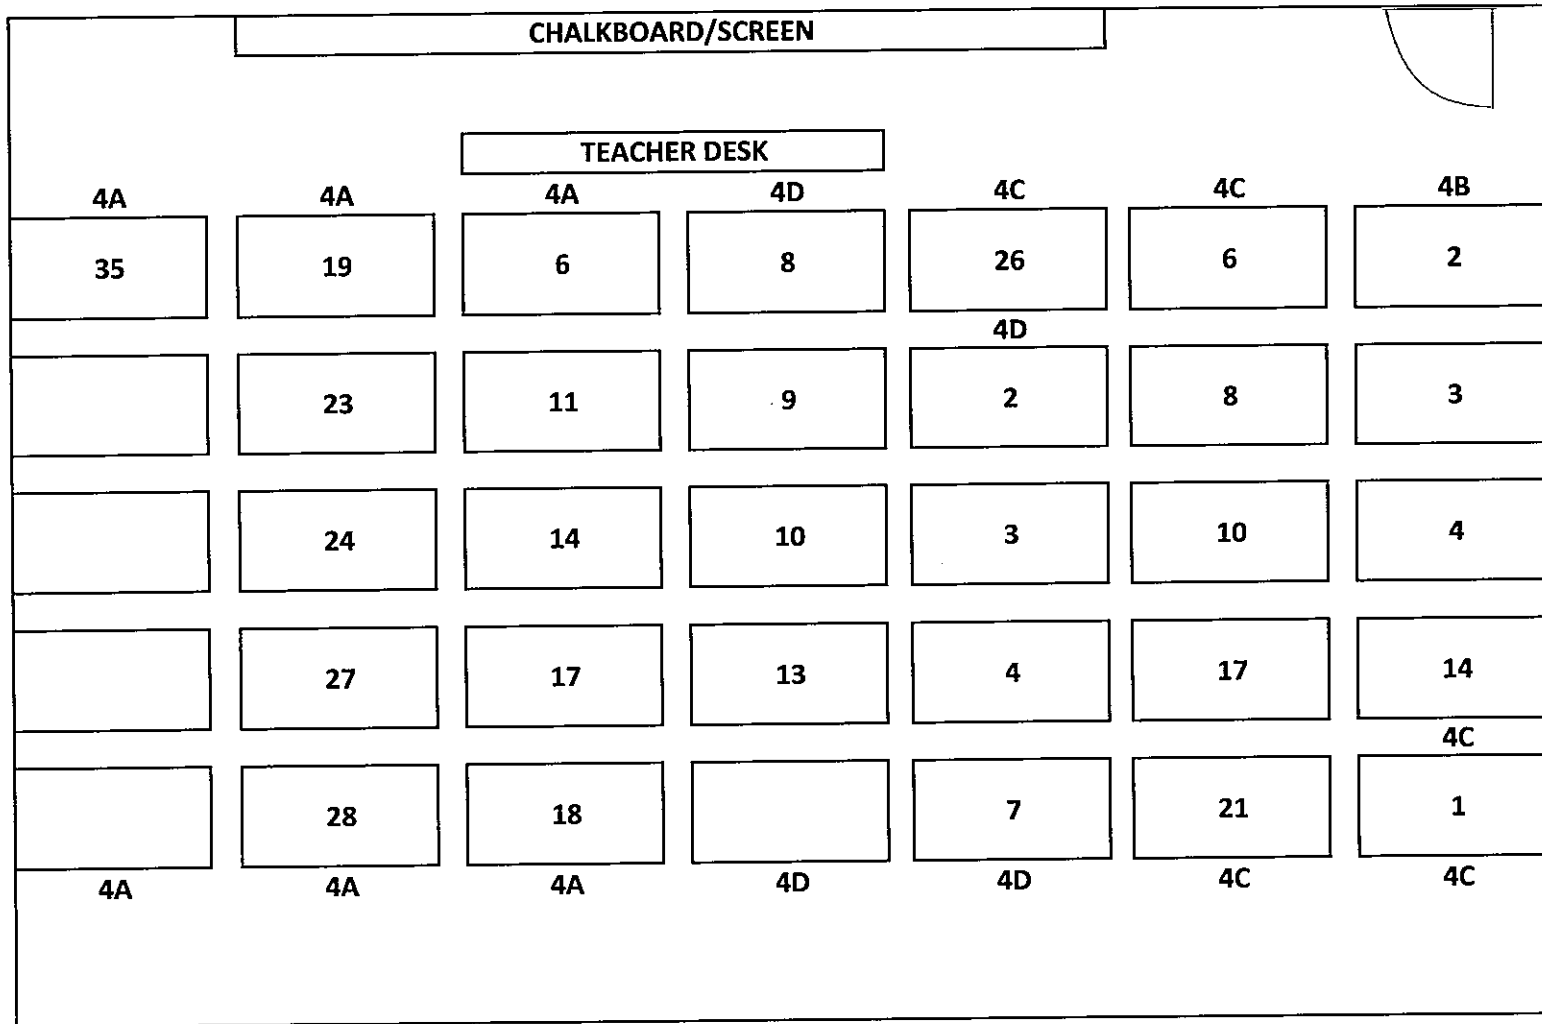 CHALKBOARD/SCREEN
TEACHER DESK
4A 4A 4A 4D 4C 4C 4B
35 19 6 8 26 6 2
4D
23 11 9 2 8 3
24 14 10 3 10 4
27 17 13 4 17 14
4C
28 18 7 21 1
4A 4A 4A 4D 4D 4C 4C